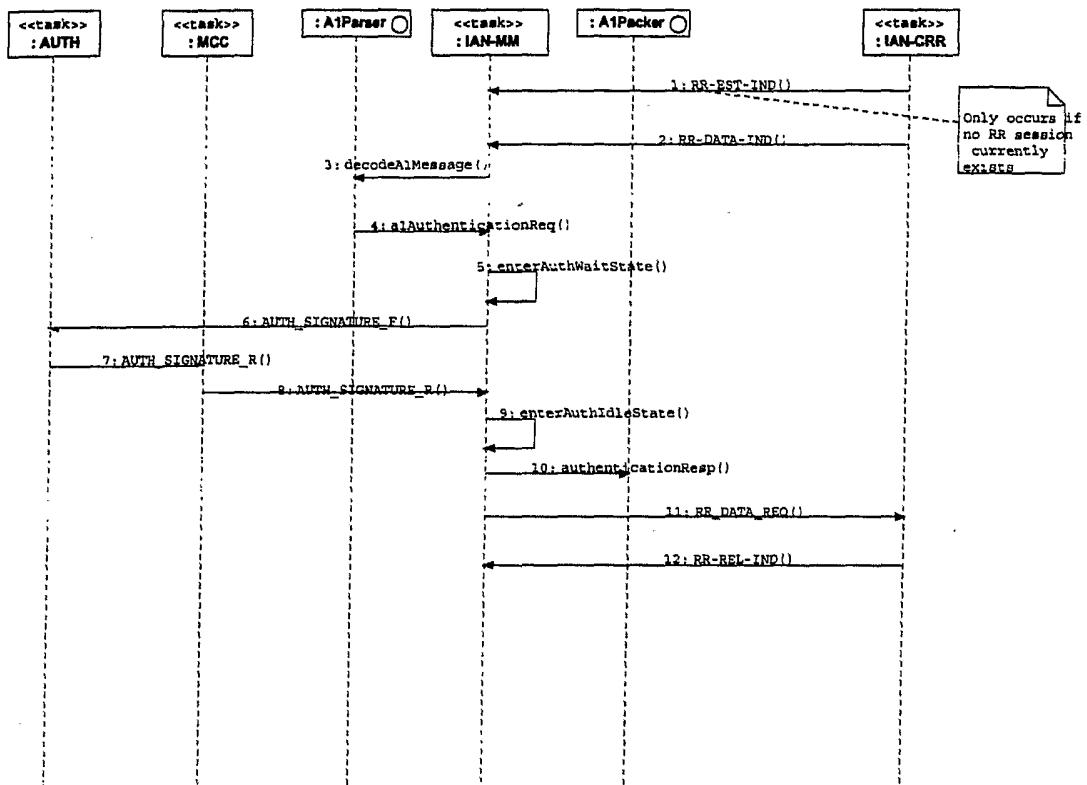 <<task>>
: AUTH
<<task>>
: MCC
: A1Parser
<<task>>
: IAN-MM
: A1Packer
<<task>>
: IAN-CRR
1: RR-EST-IND()
Only occurs if
no RR session
currently
exists
2: RR-DATA-IND()
3: decodeA1Message()
4: a1AuthenticationReq()
5: enterAuthWaitState()
6: AUTH_SIGNATURE_F()
7: AUTH_SIGNATURE_R()
8: AUTH_SIGNATURE_R()
9: enterAuthIdleState()
10: authenticationResp()
11: RR_DATA_REQ()
12: RR-REL-IND()